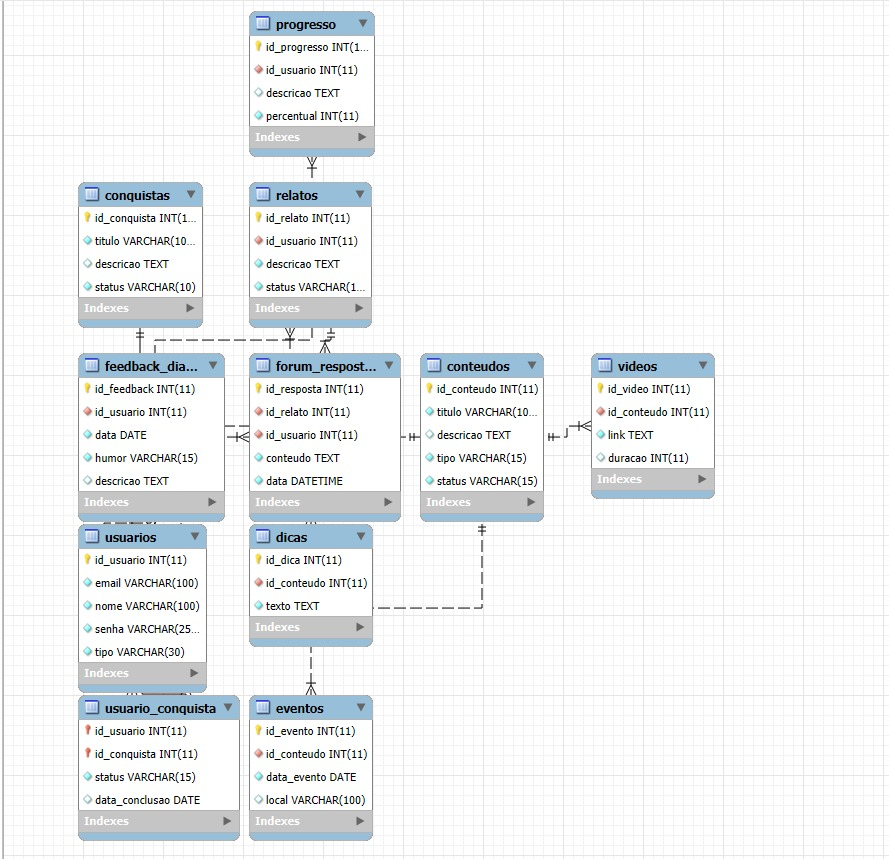 progresso
id_progresso INT(1...
id_usuario INT(11)
descricao TEXT
percentual INT(11)
Indexes
conquistas
id_conquista INT(1...
titulo VARCHAR(10...
descricao TEXT
status VARCHAR(10)
Indexes
relatos
id_relato INT(11)
id_usuario INT(11)
descricao TEXT
status VARCHAR(1...
Indexes
feedback_dia...
id_feedback INT(11)
id_usuario INT(11)
data DATE
humor VARCHAR(15)
descricao TEXT
Indexes
forum_respost...
id_resposta INT(11)
id_relato INT(11)
id_usuario INT(11)
conteudo TEXT
data DATETIME
Indexes
conteudos
id_conteudo INT(11)
titulo VARCHAR(10...
descricao TEXT
tipo VARCHAR(15)
status VARCHAR(15)
Indexes
videos
id_video INT(11)
id_conteudo INT(11)
link TEXT
duracao INT(11)
Indexes
usuarios
id_usuario INT(11)
email VARCHAR(100)
nome VARCHAR(100)
senha VARCHAR(25...
tipo VARCHAR(30)
Indexes
dicas
id_dica INT(11)
id_conteudo INT(11)
texto TEXT
Indexes
usuario_conquista
id_usuario INT(11)
id_conquista INT(11)
status VARCHAR(15)
data_conclusao DATE
Indexes
eventos
id_evento INT(11)
id_conteudo INT(11)
data_evento DATE
local VARCHAR(100)
Indexes